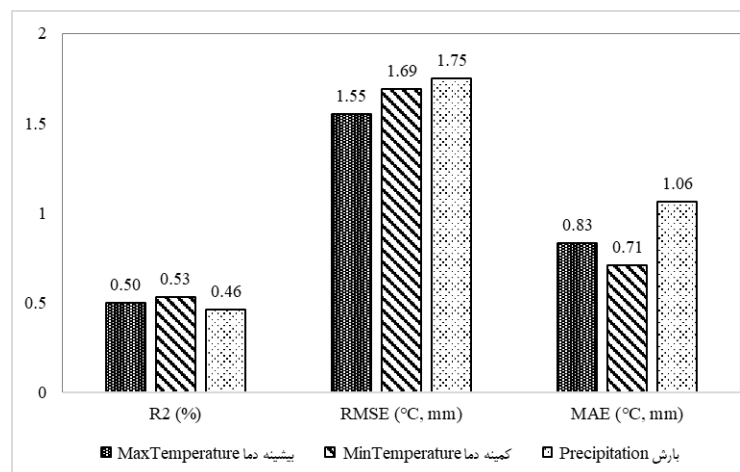 2
1.75
1.69
1.55
1.5
1.06
1
0.83
0.71
0.50
0.53
0.46
0.5
0
R2 (%)
RMSE (°C, mm)
MAE (°C, mm)
MaxTemperature بیشینه دما
MinTemperature کمینه دما
Precipitation بارش